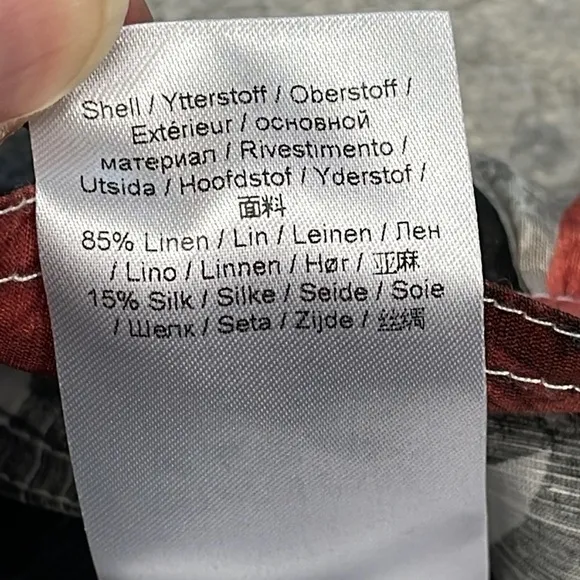 Shell / Ytterstoff / Oberstoff /
Extérieur / основной
материал / Rivestimento /
Utsida / Hoofdstof / Yderstof /
面料
85% Linen / Lin / Leinen / Лен
/ Lino / Linnen / Hør / 亚麻
15% Silk / Silke / Seide / Soie
/ Шелк / Seta / Zijde / 丝绸